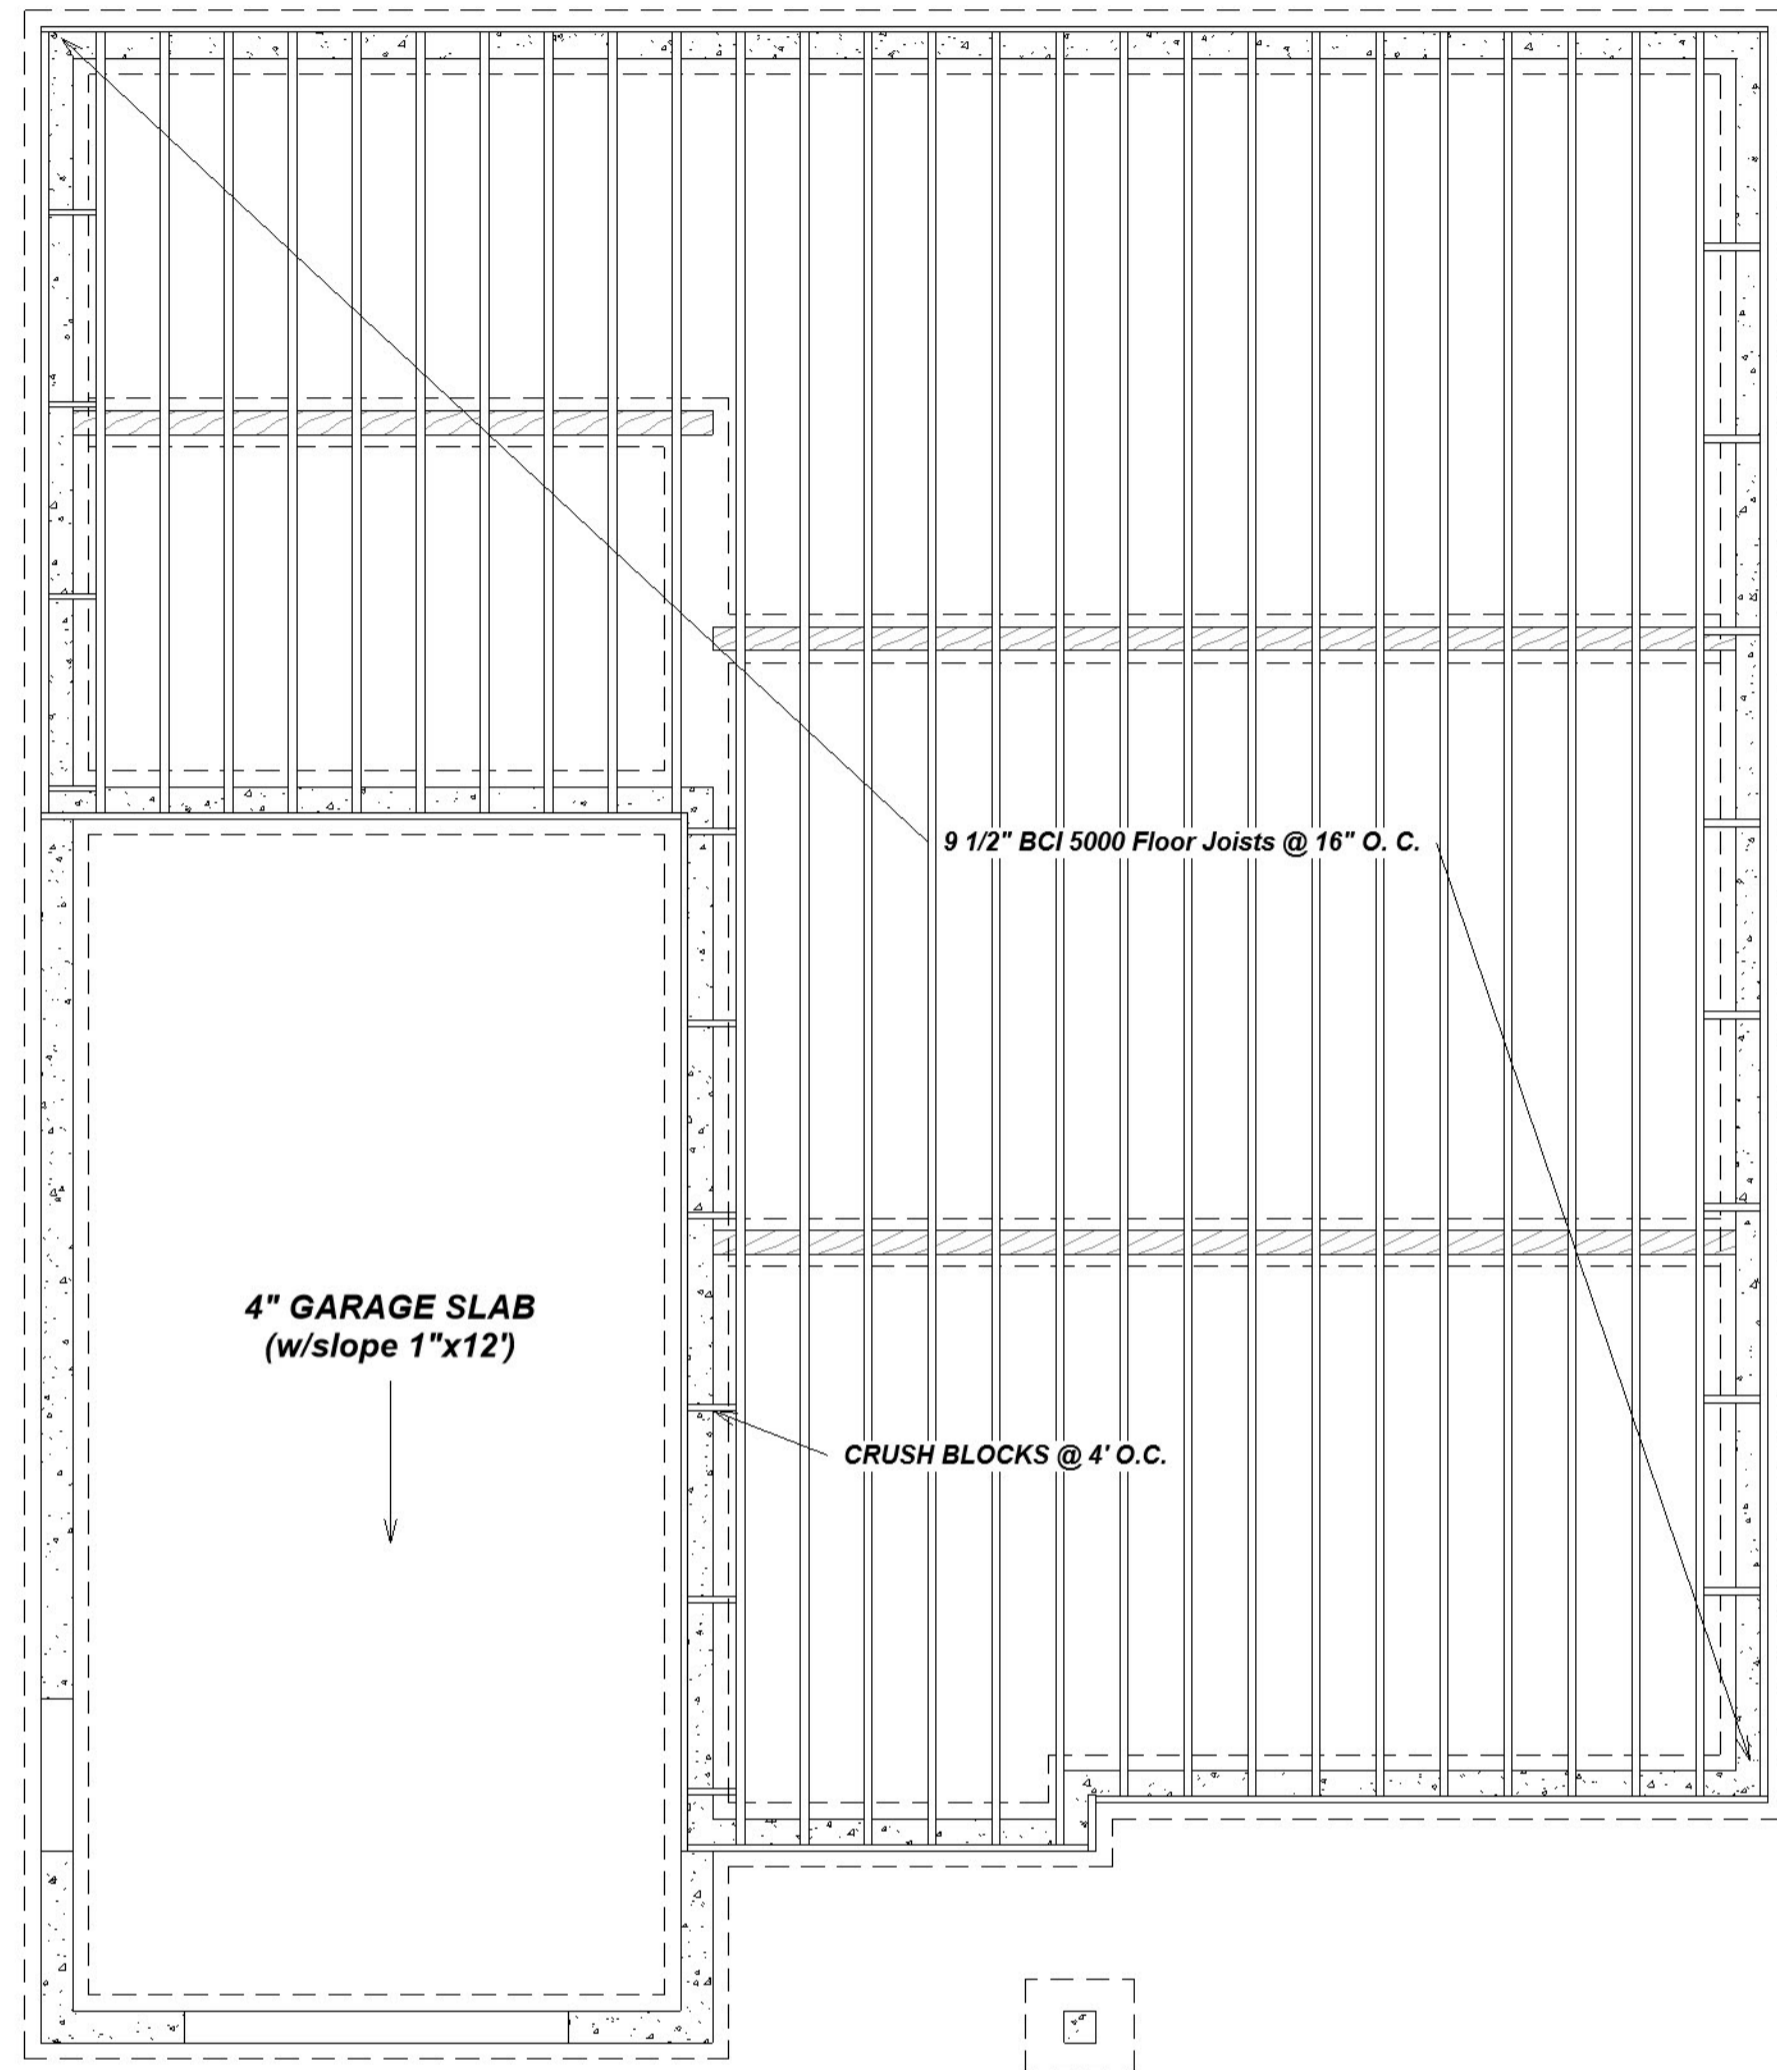 9 1/2" BCI 5000 Floor Joists @ 16" O. C.
4" GARAGE SLAB
(w/slope 1"x12')
CRUSH BLOCKS @ 4' O.C.